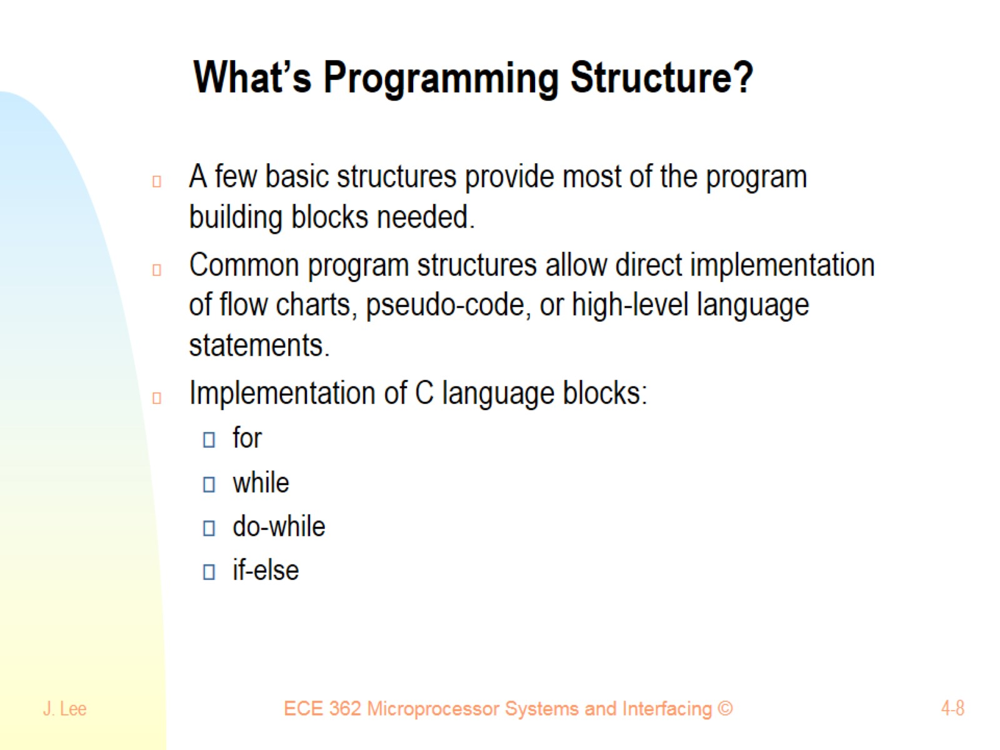 What’s Programming Structure?
A few basic structures provide most of the program
building blocks needed.
Common program structures allow direct implementation
of flow charts, pseudo-code, or high-level language
statements.
Implementation of C language blocks:
for
while
do-while
if-else
J. Lee
ECE 362 Microprocessor Systems and Interfacing ©
4-8